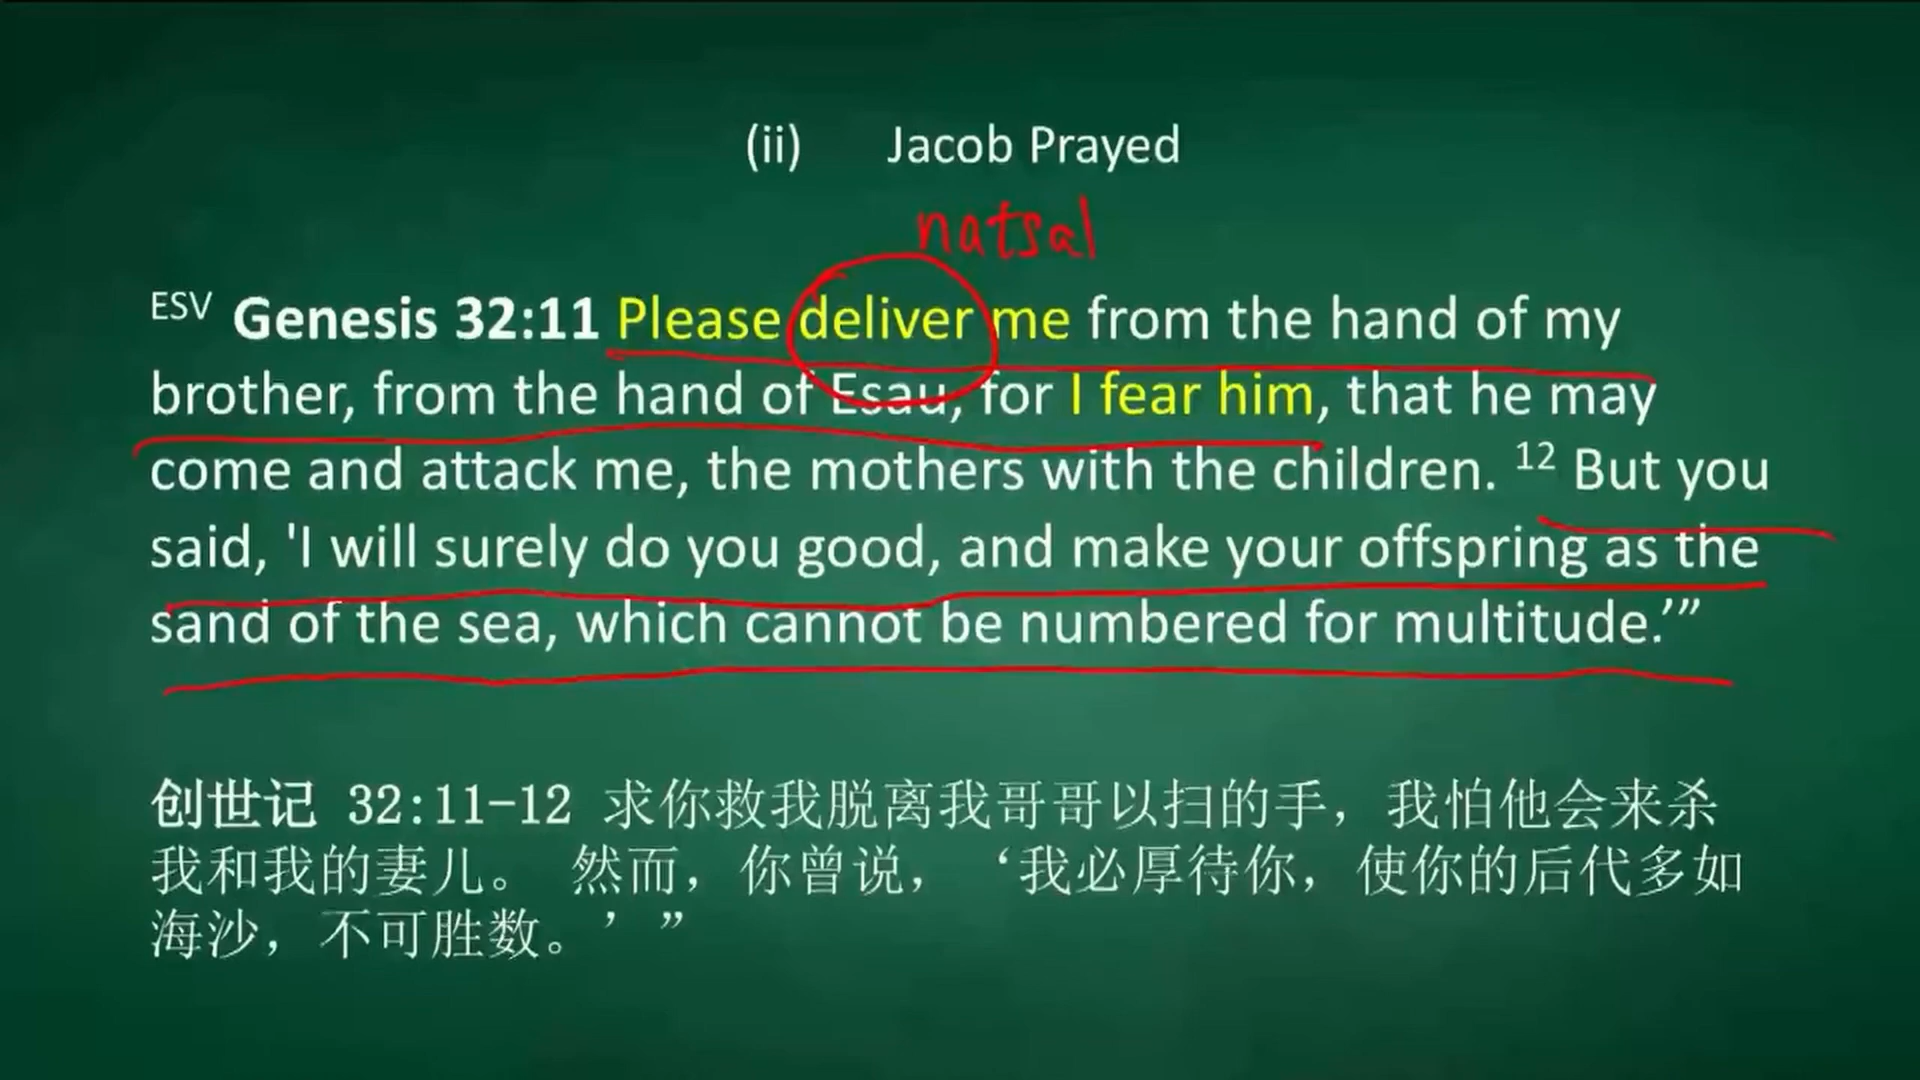 (ii) Jacob Prayed
natsal
ESV Genesis 32:11 Please deliver me from the hand of my
brother, from the hand of Esau, for I fear him, that he may
come and attack me, the mothers with the children. 12 But you
said, 'I will surely do you good, and make your offspring as the
sand of the sea, which cannot be numbered for multitude.’”
创世记 32:11-12 求你救我脱离我哥哥以扫的手，我怕他会来杀
我和我的妻儿。 然而，你曾说，‘我必厚待你，使你的后代多如
海沙，不可胜数。’”